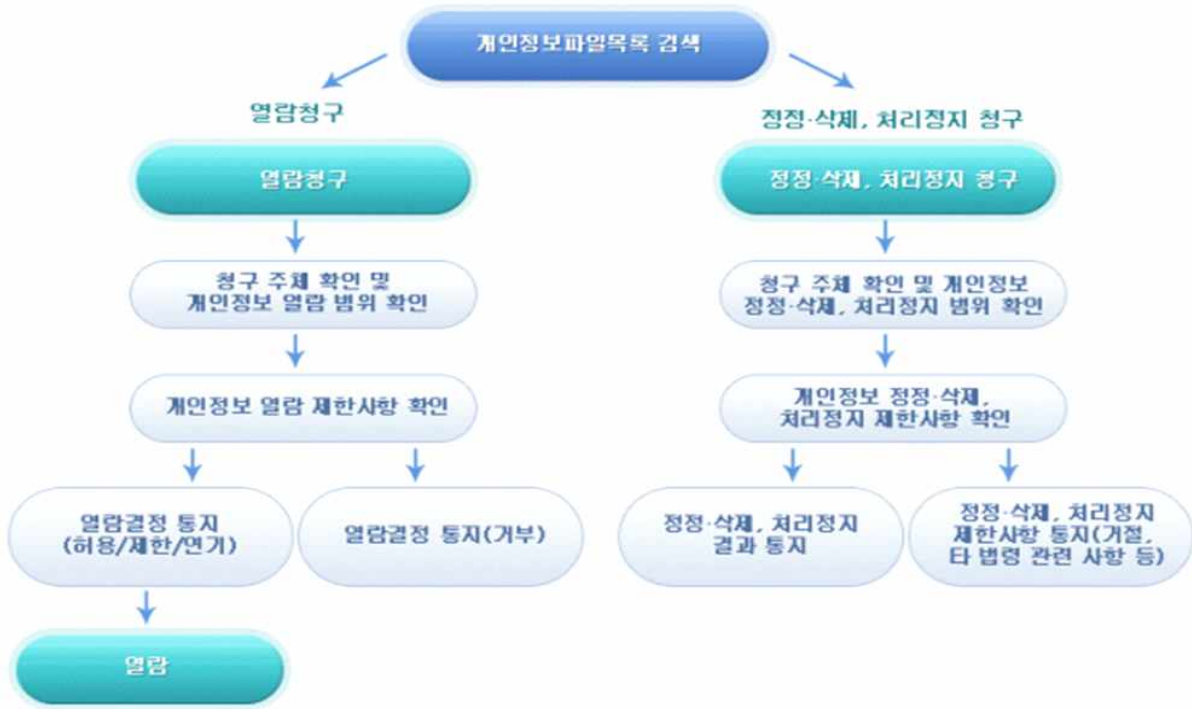 개인정보파일목록 검색
열람청구
정정·삭제, 처리정지 청구
열람청구
정정·삭제, 처리정지 청구
청구 주체 확인 및
개인정보 열람 범위 확인
청구 주체 확인 및 개인정보
정정·삭제, 처리정지 범위 확인
개인정보 열람 제한사항 확인
개인정보 정정·삭제,
처리정지 제한사항 확인
열람결정 통지
(허용/제한/연기)
열람결정 통지(거부)
정정·삭제, 처리정지
결과 통지
정정·삭제, 처리정지
제한사항 통지(거절,
타 법령 관련 사항 등)
열람